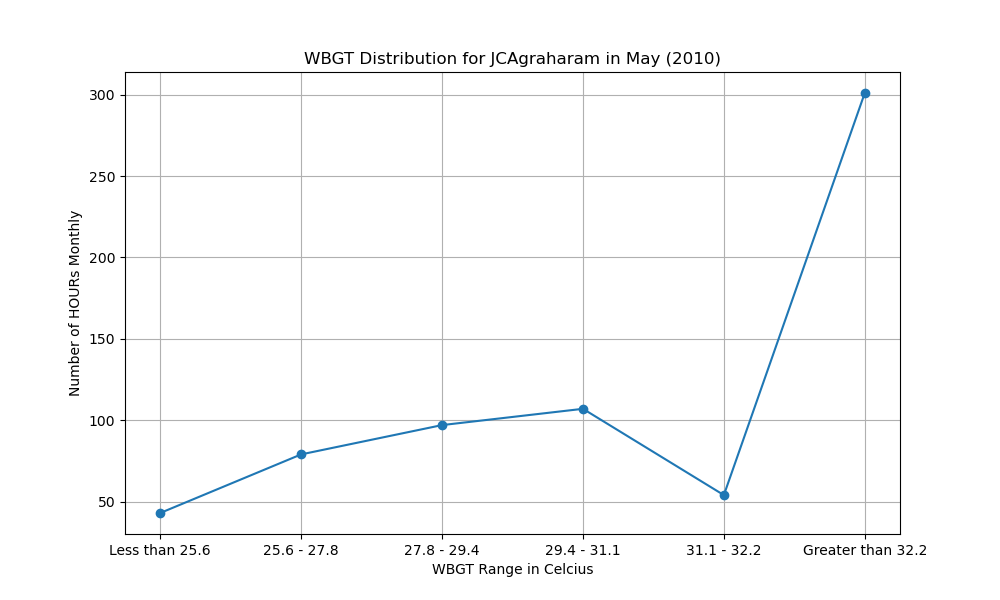 WBGT Distribution for JCAgraharam in May (2010)
Number of HOURs Monthly
300
250
200
150
100
50
Less than 25.6 25.6 - 27.8 27.8 - 29.4 29.4 - 31.1 31.1 - 32.2 Greater than 32.2
WBGT Range in Celcius